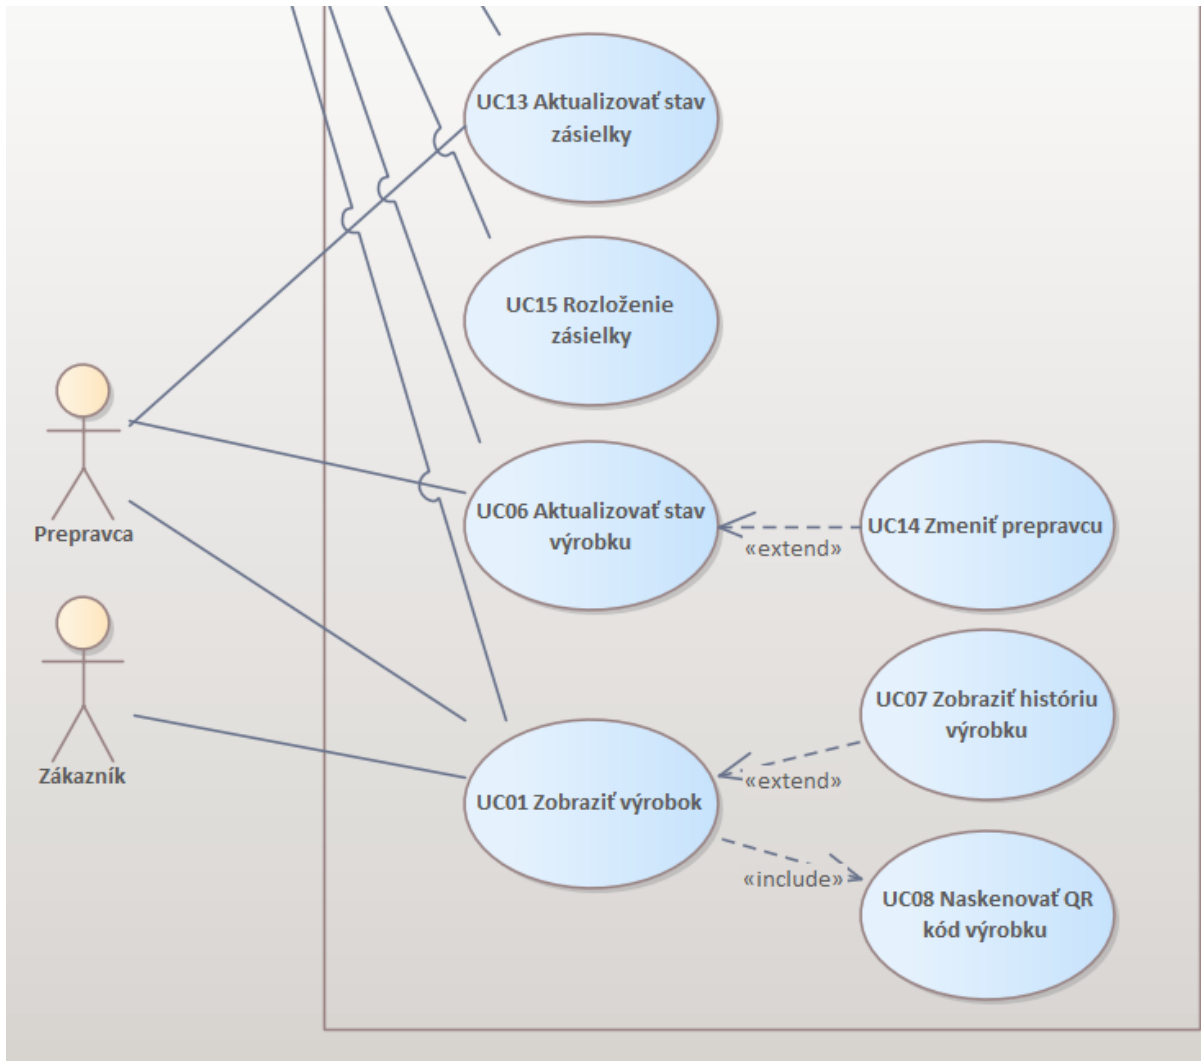 UC13 Aktualizovať stav
zásielky
UC15 Rozloženie
zásielky
Prepravca
UC06 Aktualizovať stav
výrobku
«extend»
UC14 Zmeniť prepravcu
Zákazník
UC01 Zobraziť výrobok
«extend»
UC07 Zobraziť históriu
výrobku
«include»
UC08 Naskenovať QR
kód výrobku